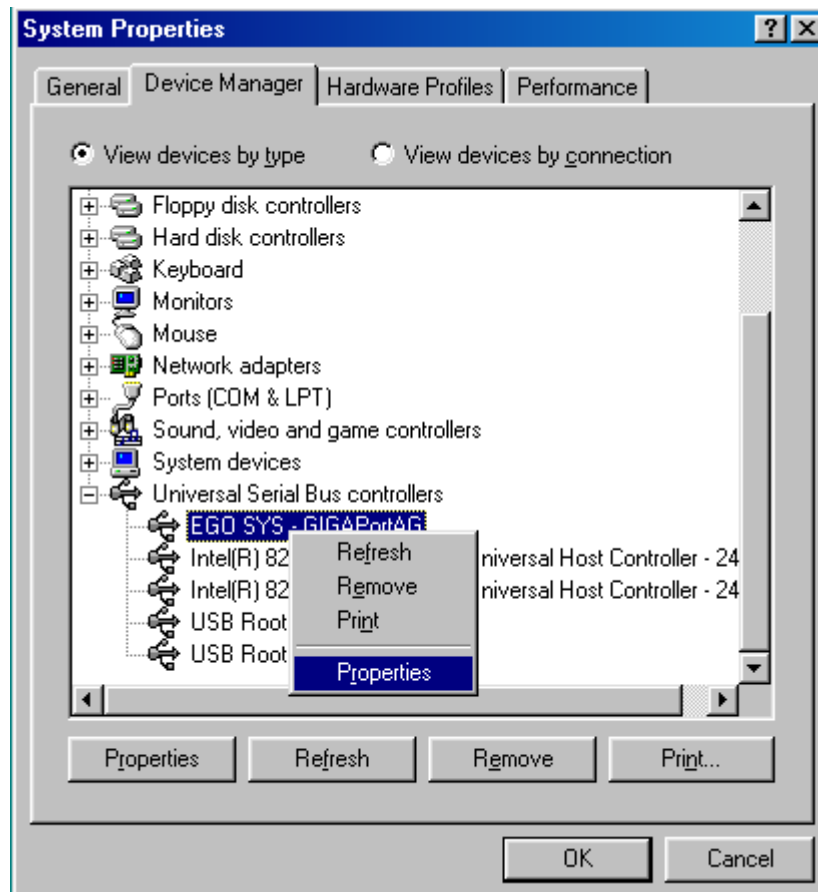 System Properties
General Device Manager Hardware Profiles Performance
View devices by type View devices by connection
Floppy disk controllers
Hard disk controllers
Keyboard
Monitors
Mouse
Network adapters
Ports (COM & LPT)
Sound, video and game controllers
System devices
Universal Serial Bus controllers
EGO SYS - GIGAPortAG
Intel(R) 82 niversal Host Controller - 24
Intel(R) 82 niversal Host Controller - 24
USB Root
USB Root
Refresh
Remove
Print
Properties
Properties Refresh Remove Print...
OK Cancel